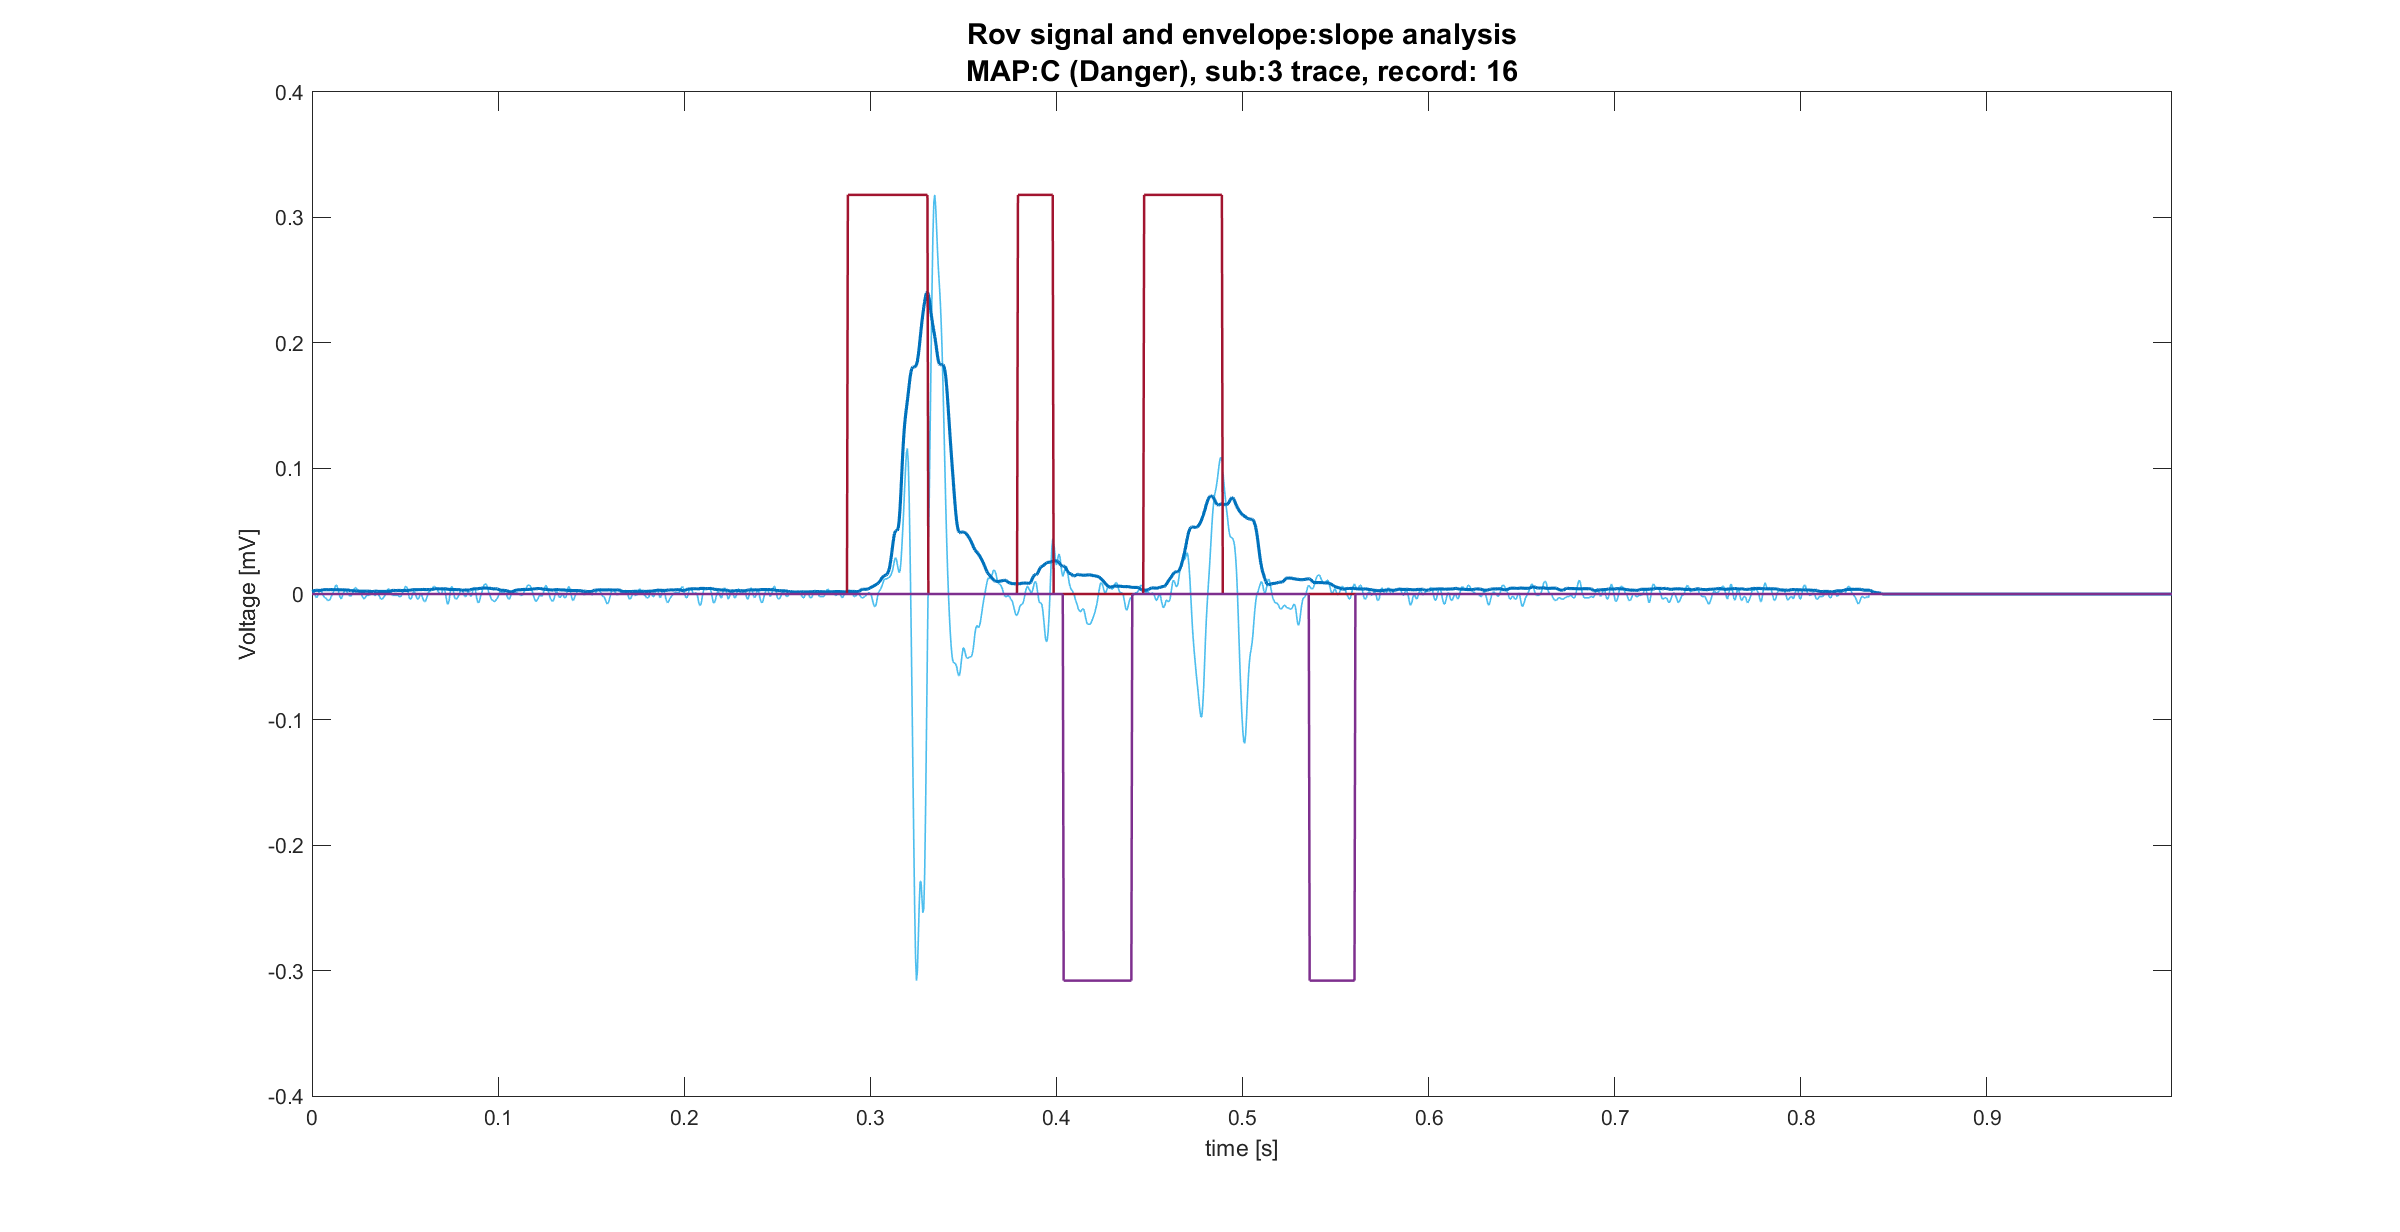 Rov signal and envelope:slope analysis
MAP:C (Danger), sub:3 trace, record: 16
0.4
0.3
0.2
0.1
0
-0.1
-0.2
-0.3
-0.4
Voltage [mV]
0 0.1 0.2 0.3 0.4 0.5 0.6 0.7 0.8 0.9
time [s]